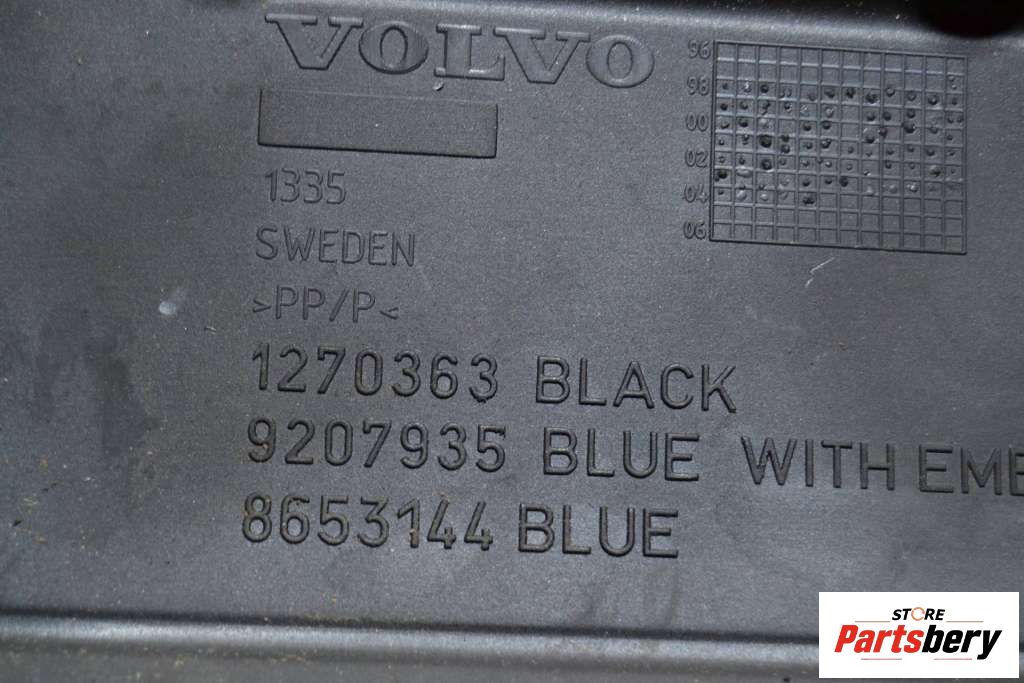 VOLVO
96
98
00
02
04
06
1335
SWEDEN
>PP/P<
1270363 BLACK
9207935 BLUE WITH
8653144 BLUE
STORE
Partsbery